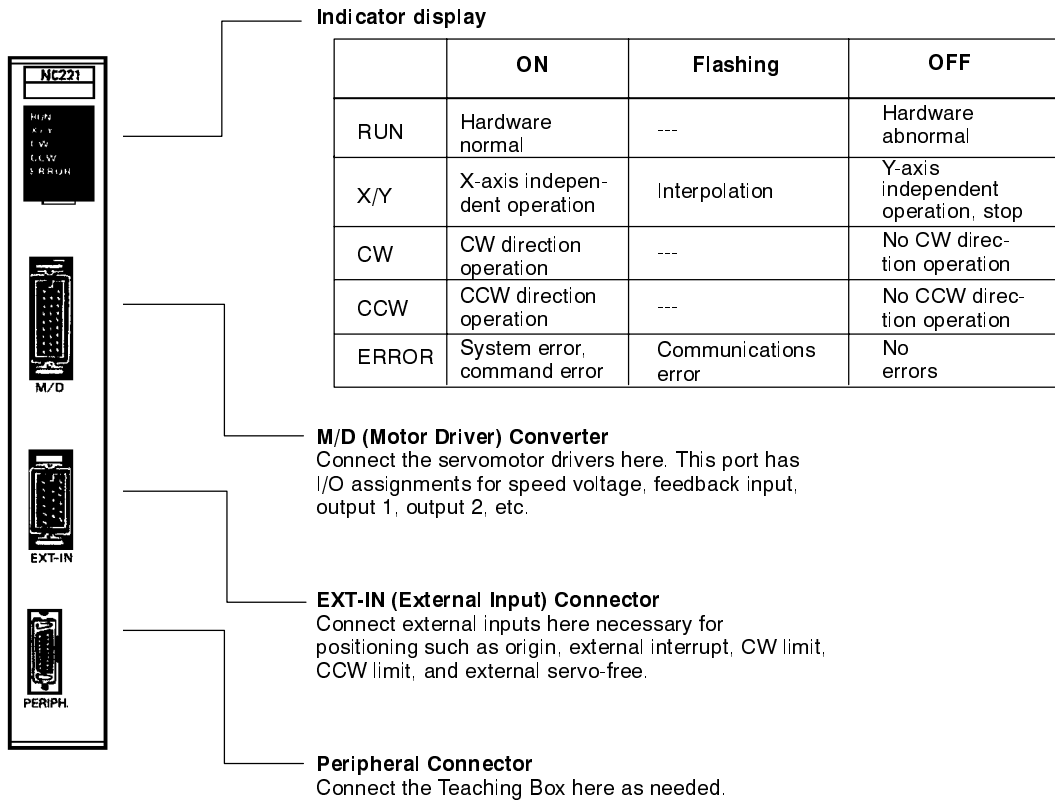 Indicator display
NC221
RUN
X/Y
CW
CCW
ERROR
M/D
EXT-IN
PERIPH.
ON Flashing OFF
RUN Hardware normal --- Hardware abnormal
X/Y X-axis indepen-dent operation Interpolation Y-axis independent operation, stop
CW CW direction operation --- No CW direc-tion operation
CCW CCW direction operation --- No CCW direc-tion operation
ERROR System error, command error Communications error No errors
M/D (Motor Driver) Converter
Connect the servomotor drivers here. This port has
I/O assignments for speed voltage, feedback input,
output 1, output 2, etc.
EXT-IN (External Input) Connector
Connect external inputs here necessary for
positioning such as origin, external interrupt, CW limit,
CCW limit, and external servo-free.
Peripheral Connector
Connect the Teaching Box here as needed.